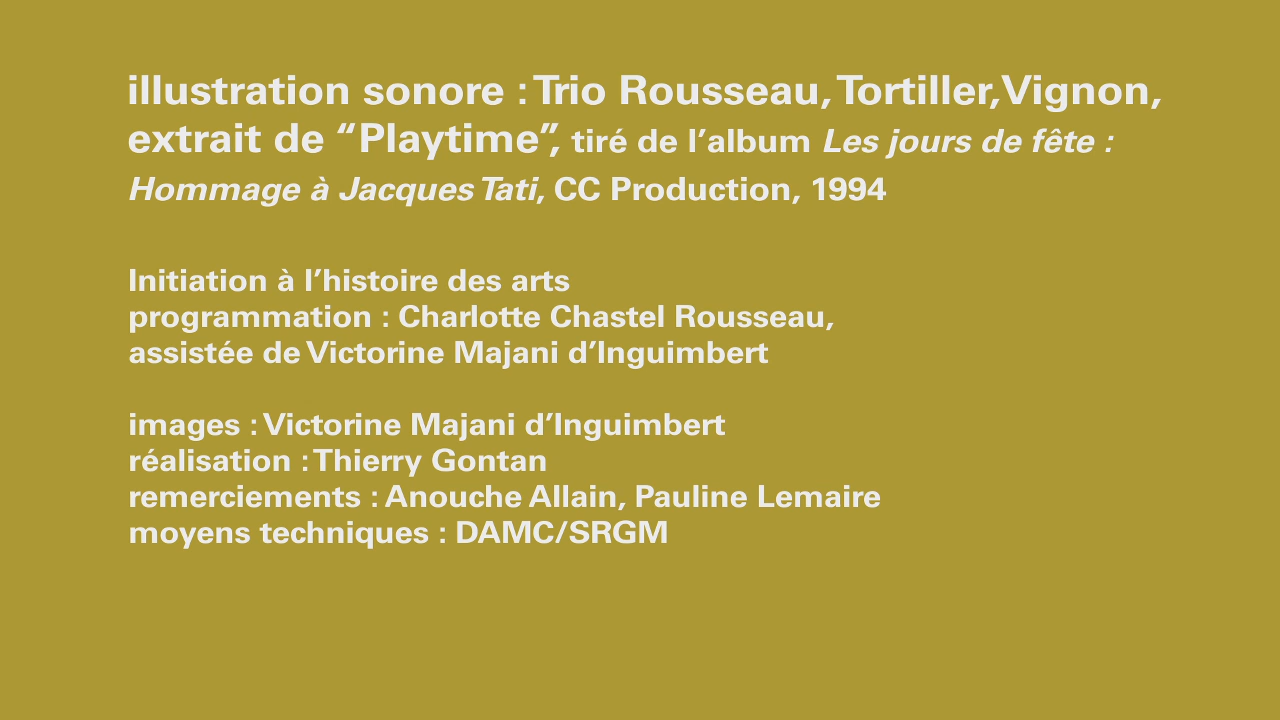 illustration sonore : Trio Rousseau, Tortiller, Vignon,
extrait de “Playtime”, tiré de l’album Les jours de fête :
Hommage à Jacques Tati, CC Production, 1994
Initiation à l’histoire des arts
programmation : Charlotte Chastel Rousseau,
assistée de Victorine Majani d’Inguimbert
images : Victorine Majani d’Inguimbert
réalisation : Thierry Gontan
remerciements : Anouche Allain, Pauline Lemaire
moyens techniques : DAMC/SRGM